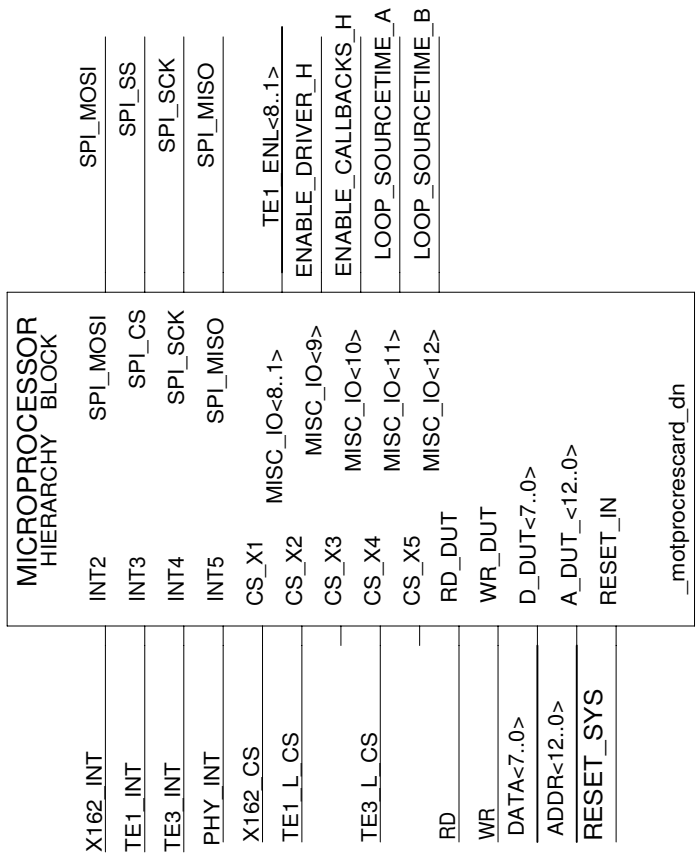 MICROPROCESSOR
HIERARCHY BLOCK
X162_INT
TE1_INT
TE3_INT
PHY_INT
X162_CS
TE1_L_CS
TE3_L_CS
RD
WR
DATA<7..0>
ADDR<12..0>
RESET_SYS
INT2
INT3
INT4
INT5
CS_X1
CS_X2
CS_X3
CS_X4
CS_X5
RD_DUT
WR_DUT
D_DUT<7..0>
A_DUT_<12..0>
RESET_IN
SPI_MOSI
SPI_CS
SPI_SCK
SPI_MISO
MISC_IO<8..1>
MISC_IO<9>
MISC_IO<10>
MISC_IO<11>
MISC_IO<12>
_motprocrescard_dn
SPI_MOSI
SPI_SS
SPI_SCK
SPI_MISO
TE1_ENL<8..1>
ENABLE_DRIVER_H
ENABLE_CALLBACKS_H
LOOP_SOURCETIME_A
LOOP_SOURCETIME_B